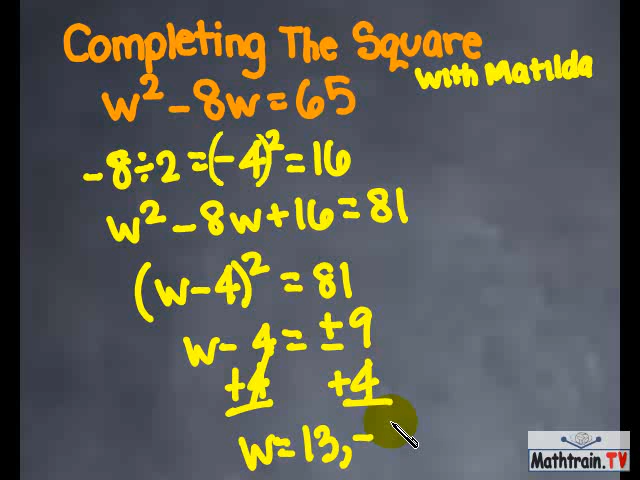 Completing The Square
With Matilda
w² - 8w = 65
-8 ÷ 2 = (-4)² = 16
w² - 8w + 16 = 81
(w - 4)² = 81
w - 4 = ± 9
+4 +4
w = 13, -
Mathtrain.TV